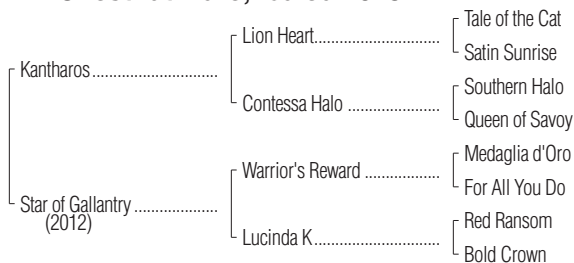 Tale of the Cat
Lion Heart
Satin Sunrise
Kantharos
Southern Halo
Contessa Halo
Queen of Savoy
Medaglia d'Oro
Warrior's Reward
For All You Do
Star of Gallantry
(2012)
Red Ransom
Lucinda K
Bold Crown